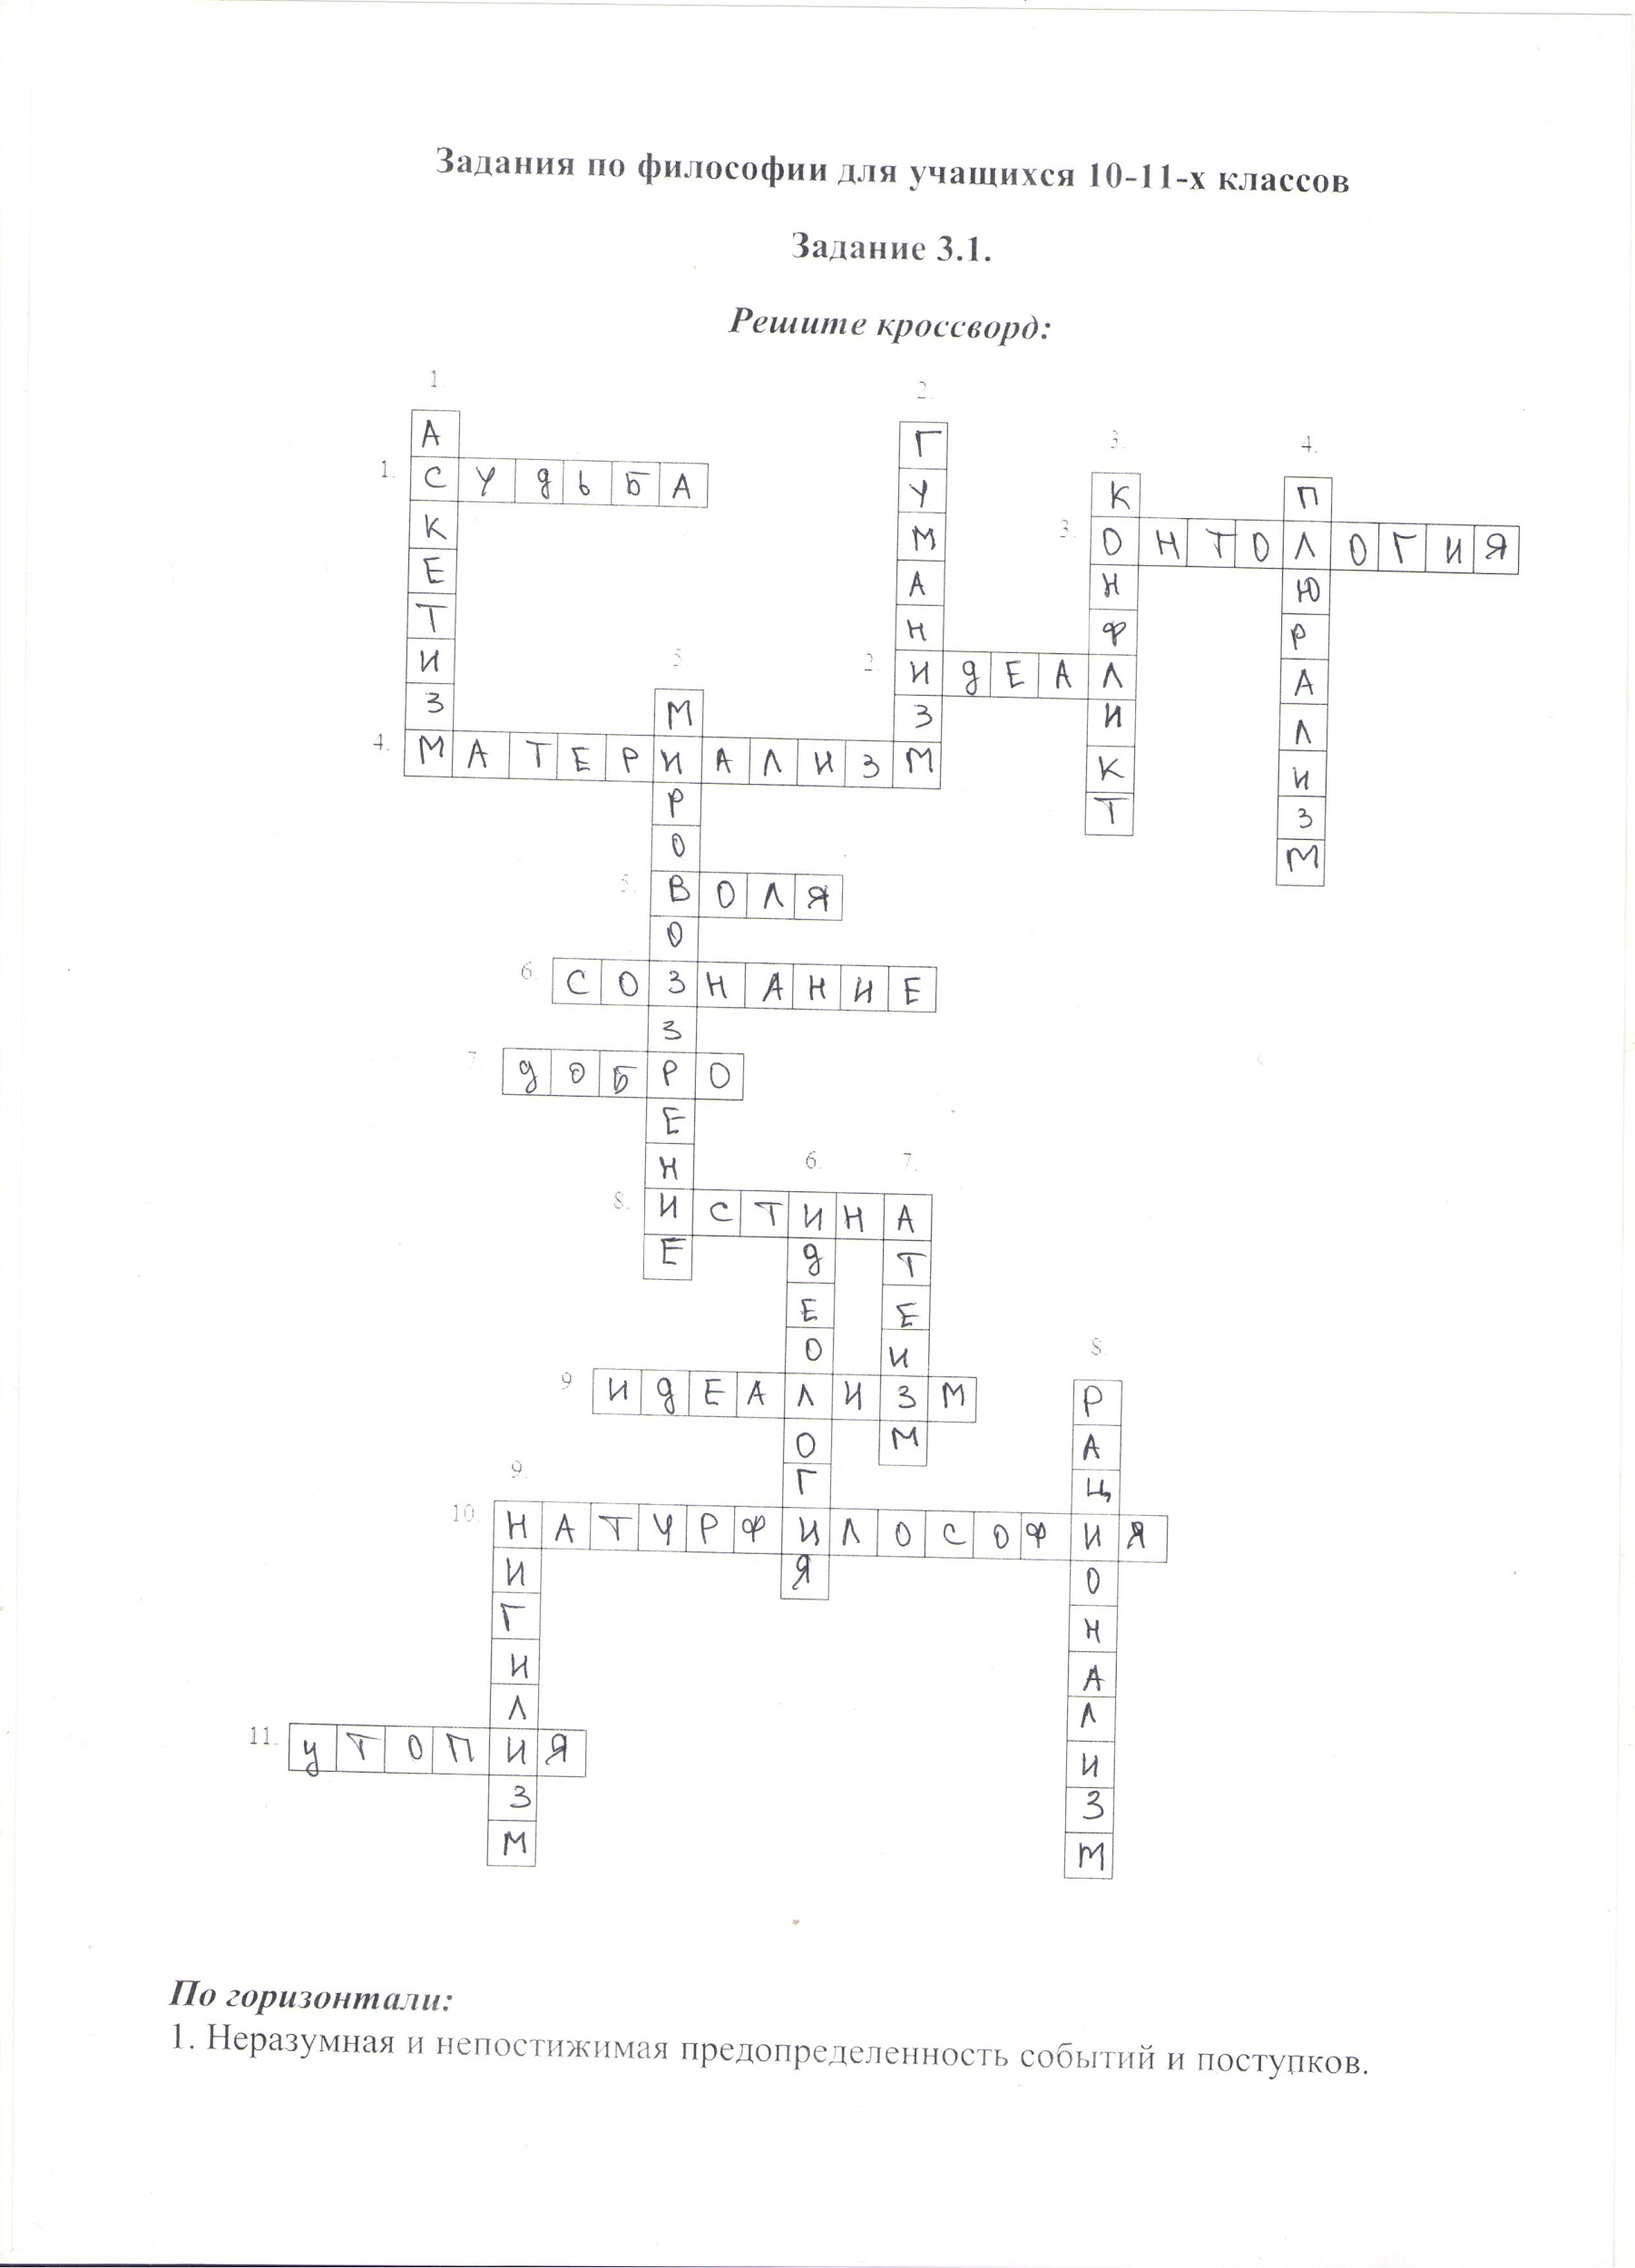 Задания по философии для учащихся 10-11-х классов
Задание 3.1.
Решите кроссворд:
1.
2.
3.
4.
АСКЕТИЗМ
ГУМАНИЗМ
КОНФЛИКТ
ПЛЮРАЛИЗМ
1. СУДЬБА
3. ОНТОЛОГИЯ
5.
2. ИДЕАЛ
МИРОВОЗЗРЕНИЕ
4. МАТЕРИАЛИЗМ
5. ВОЛЯ
6. СОЗНАНИЕ
7. ДОБРО
6.
7.
8. ИСТИНА
ИДЕОЛОГИЯ
АТЕИЗМ
8.
9 ИДЕАЛИЗМ
РАЦИОНАЛИЗМ
9.
10. НАТУРФИЛОСОФИЯ
НИГИЛИЗМ
11. УТОПИЯ
По горизонтали:
1. Неразумная и непостижимая предопределенность событий и поступков.